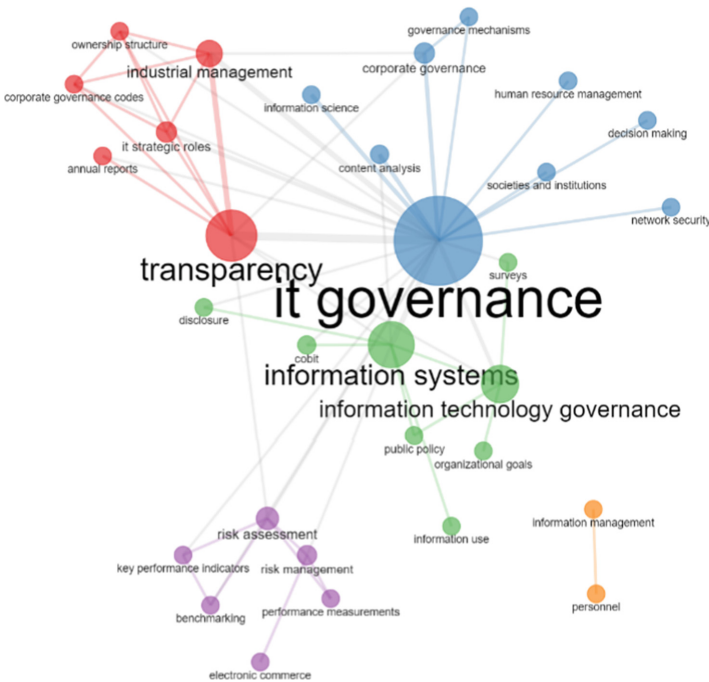 governance mechanisms
ownership structure
industrial management
corporate governance
corporate governance codes
information science
human resource management
it strategic roles
decision making
annual reports
content analysis
societies and institutions
network security
transparency
surveys
it governance
disclosure
cobit
information systems
information technology governance
public policy
organizational goals
information management
risk assessment
information use
key performance indicators
risk management
personnel
benchmarking
performance measurements
electronic commerce